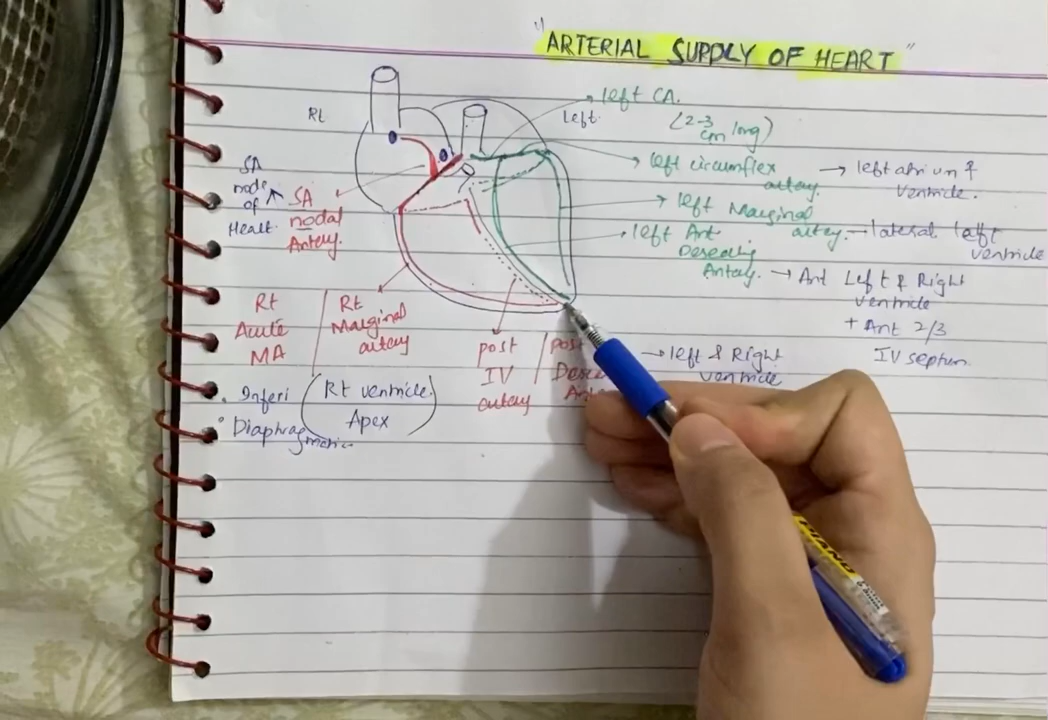 "ARTERIAL SUPPLY OF HEART"
Rt
left CA.
(2-3 cm long)
Left
left circumflex artery → left atrium &
ventricle.
left Marginal
artery → lateral left
ventricle
left Ant
Artery. → Ant Left & Right
ventricle
+ Ant 2/3
IV septum.
SA
node
of
Heart.
SA
nodal
Artery.
Rt
Acute
MA
Rt
Marginal
artery
post
IV
artery
post
→ left & Right
ventricle
• Inferi
• Diaphragmatic
(Rt ventricle.
Apex)